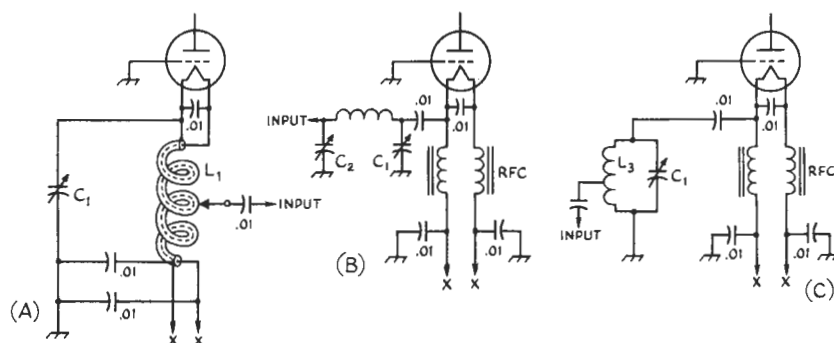 .01
L1
C1
INPUT
.01
.01
.01
(A)
X X
.01
.01
INPUT
C2
C1
RFC
.01
.01
(B)
X X
.01
.01
L3
C1
INPUT
RFC
.01
.01
(C)
X X